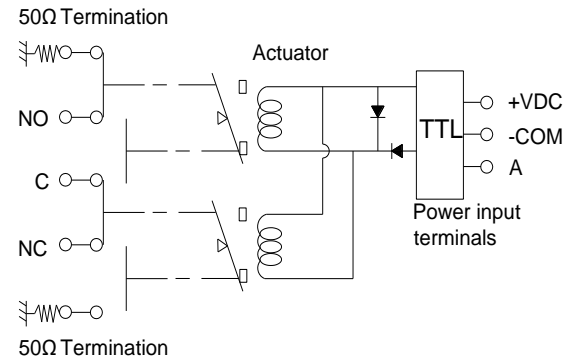 50Ω Termination
Actuator
NO
C
NC
TTL
+VDC
-COM
A
Power input
terminals
50Ω Termination